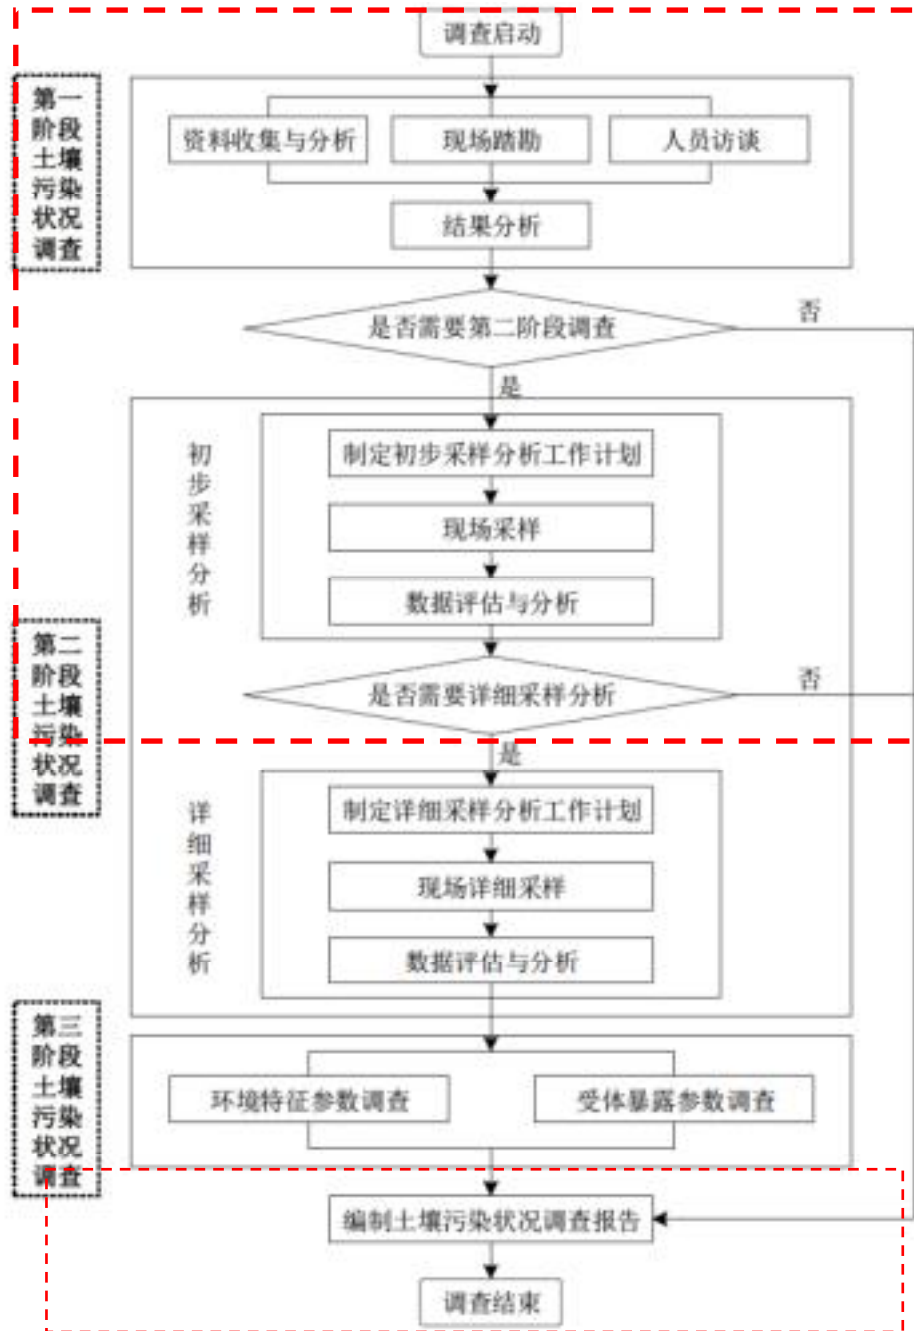 调查启动
第一
阶段
土壤
污染
状况
调查
资料收集与分析
现场踏勘
人员访谈
结果分析
是否需要第二阶段调查
否
是
初
步
采
样
分
析
制定初步采样分析工作计划
现场采样
数据评估与分析
第二
阶段
土壤
污染
状况
调查
是否需要详细采样分析
否
是
详
细
采
样
分
析
制定详细采样分析工作计划
现场详细采样
数据评估与分析
第三
阶段
土壤
污染
状况
调查
环境特征参数调查
受体暴露参数调查
编制土壤污染状况调查报告
调查结束